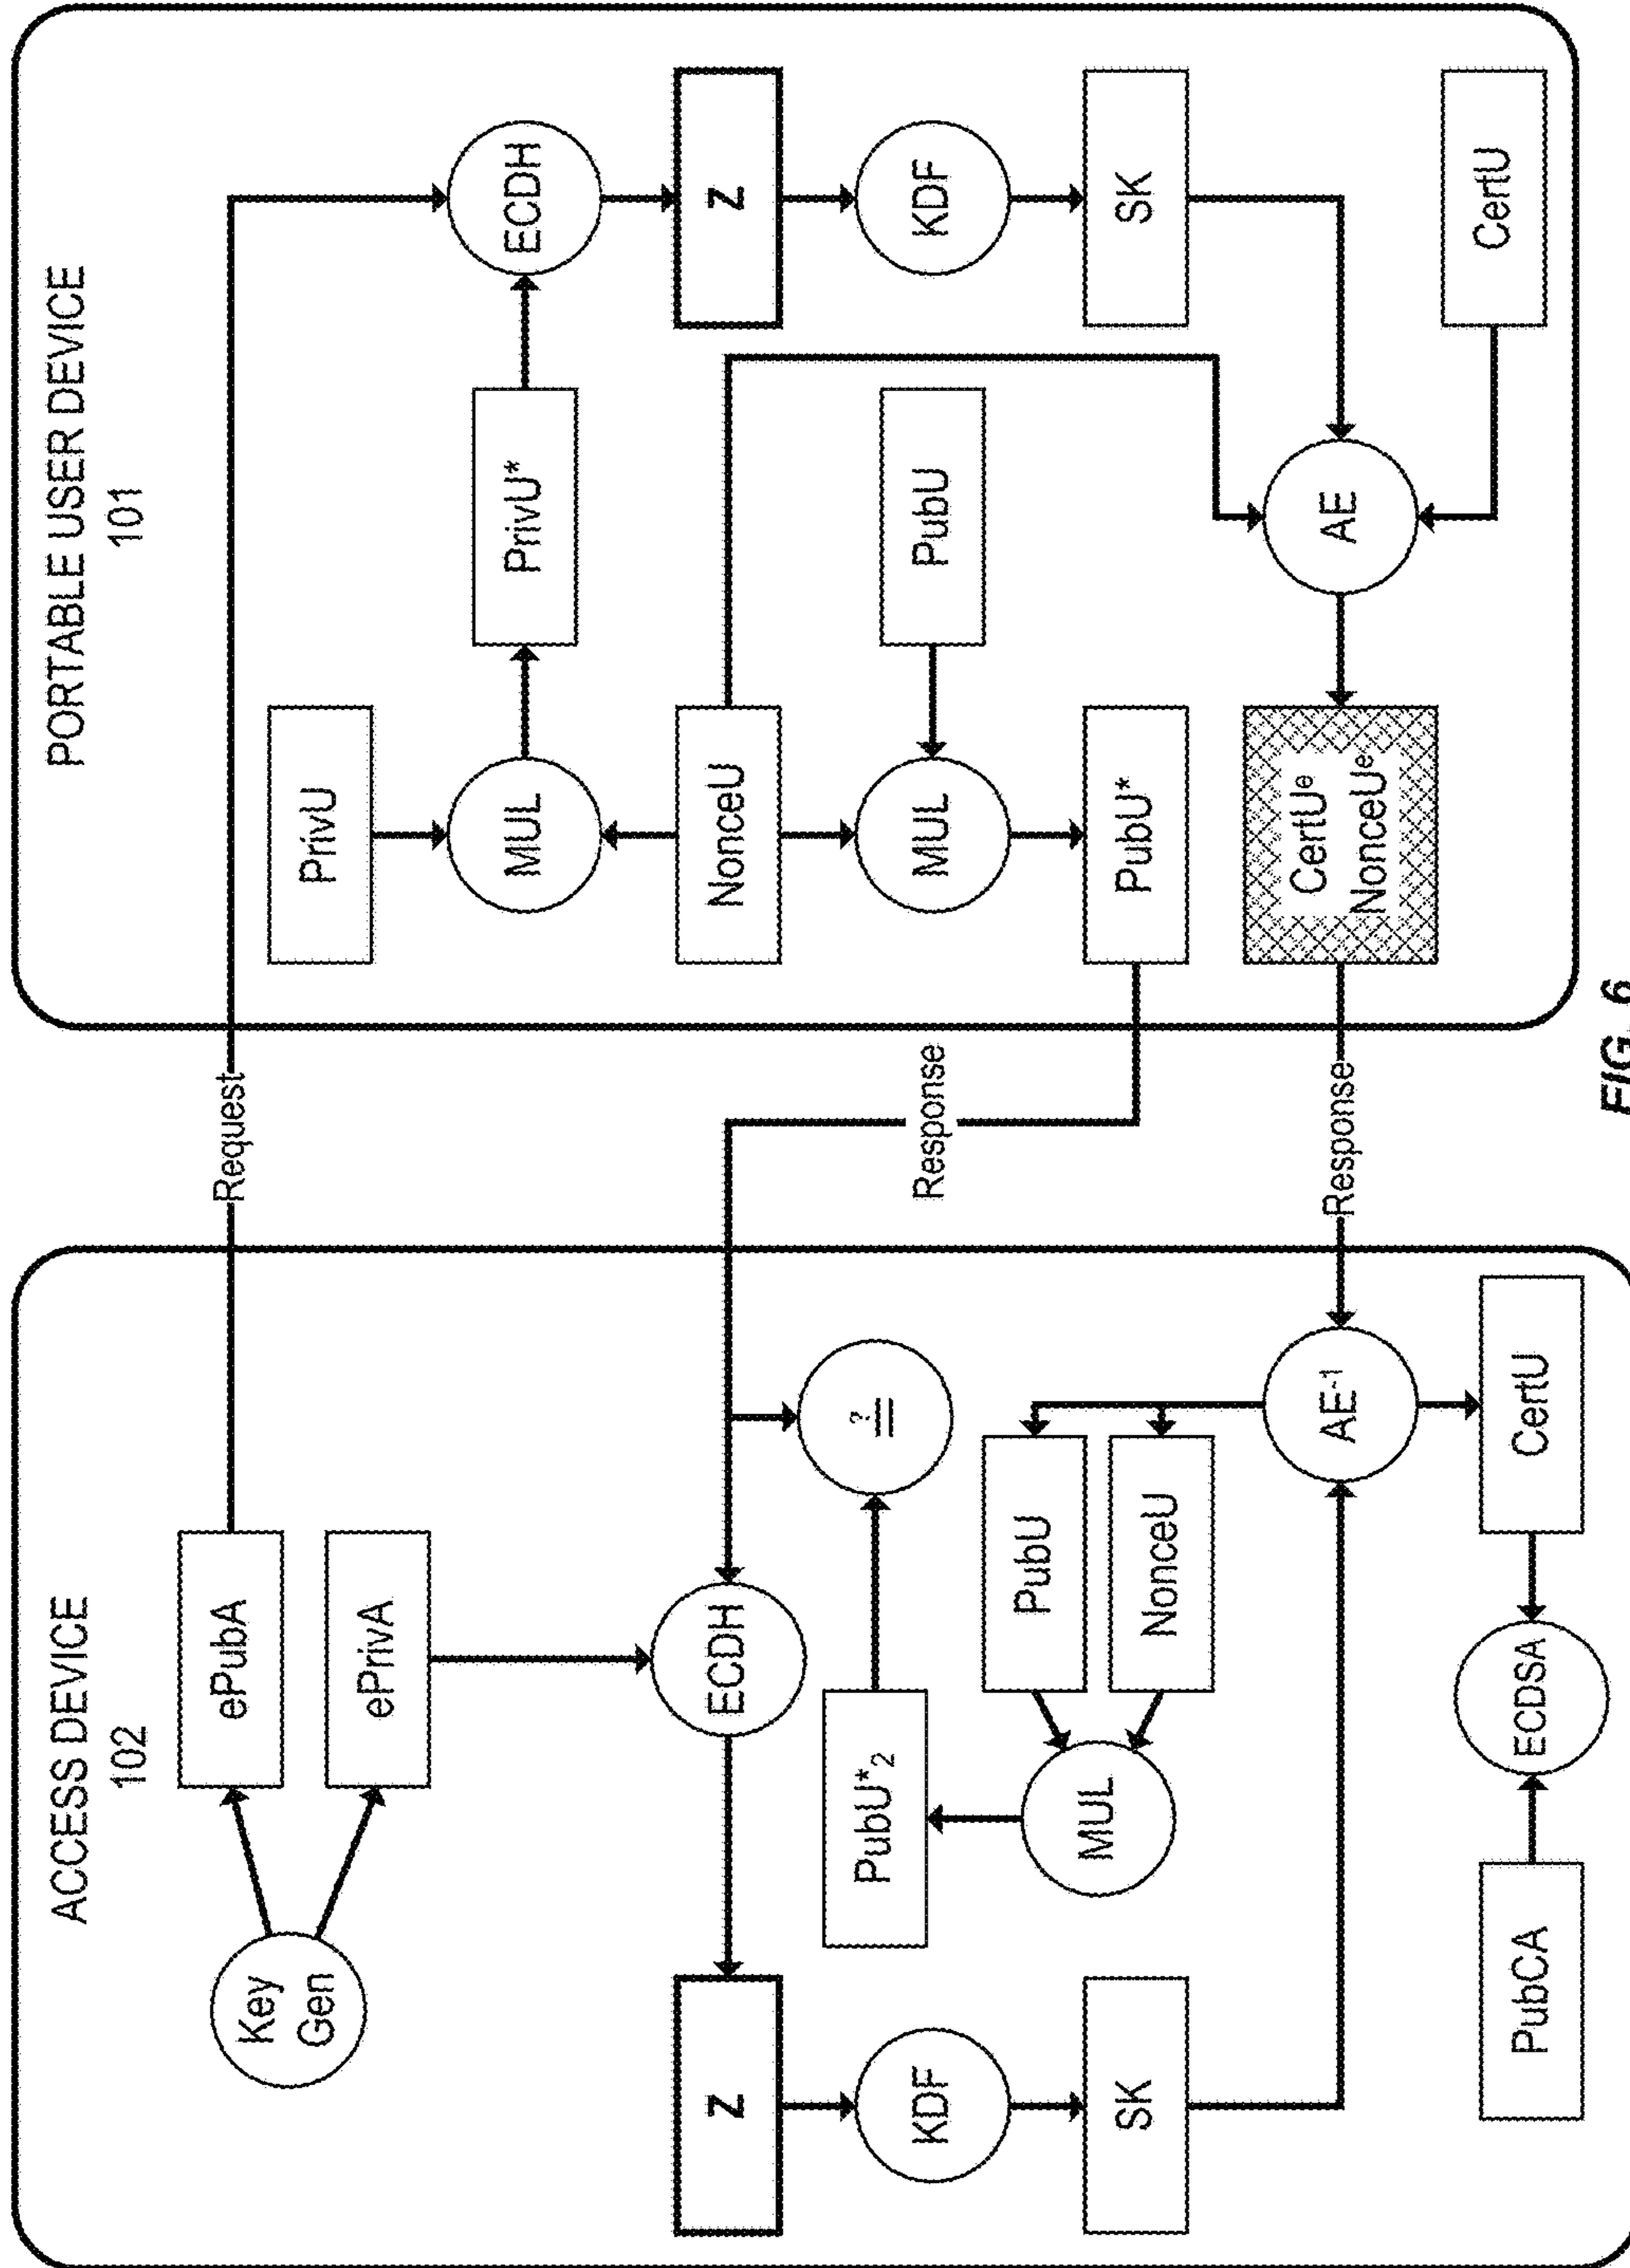 ACCESS DEVICE
102
Key
Gen
ePubA
ePrivA
ECDH
Z
KDF
SK
PubU*2
?
=
MUL
PubU
NonceU
AE-1
CertU
ECDSA
PubCA
Request
Response
Response
PORTABLE USER DEVICE
101
PrivU
MUL
PrivU*
ECDH
NonceU
Z
MUL
PubU
KDF
PubU*
SK
CertUe
NonceUe
AE
CertU
FIG. 6